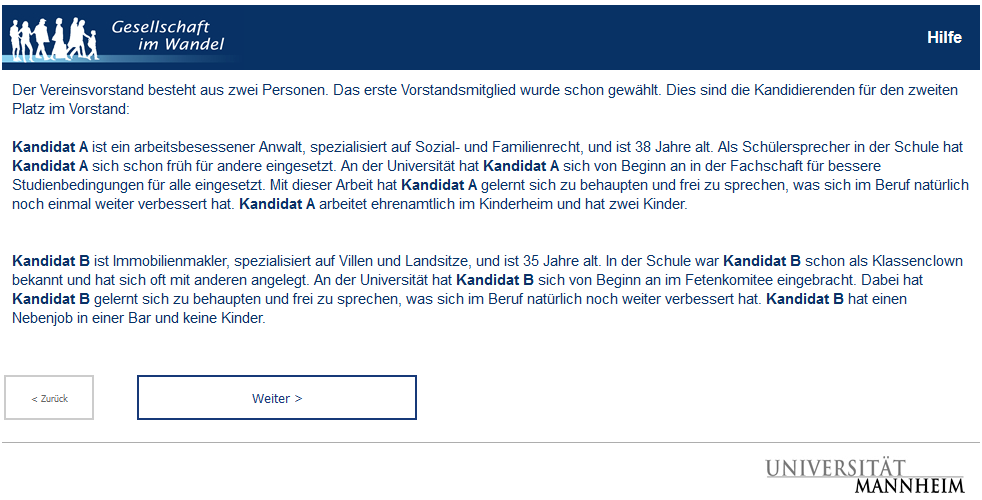 Gesellschaft
im Wandel
Hilfe
Der Vereinsvorstand besteht aus zwei Personen. Das erste Vorstandsmitglied wurde schon gewählt. Dies sind die Kandidierenden für den zweiten
Platz im Vorstand:
Kandidat A ist ein arbeitsbesessener Anwalt, spezialisiert auf Sozial- und Familienrecht, und ist 38 Jahre alt. Als Schülersprecher in der Schule hat
Kandidat A sich schon früh für andere eingesetzt. An der Universität hat Kandidat A sich von Beginn an in der Fachschaft für bessere
Studienbedingungen für alle eingesetzt. Mit dieser Arbeit hat Kandidat A gelernt sich zu behaupten und frei zu sprechen, was sich im Beruf natürlich
noch einmal weiter verbessert hat. Kandidat A arbeitet ehrenamtlich im Kinderheim und hat zwei Kinder.
Kandidat B ist Immobilienmakler, spezialisiert auf Villen und Landsitze, und ist 35 Jahre alt. In der Schule war Kandidat B schon als Klassenclown
bekannt und hat sich oft mit anderen angelegt. An der Universität hat Kandidat B sich von Beginn an im Fetenkomitee eingebracht. Dabei hat
Kandidat B gelernt sich zu behaupten und frei zu sprechen, was sich im Beruf natürlich noch weiter verbessert hat. Kandidat B hat einen
Nebenjob in einer Bar und keine Kinder.
< Zurück
Weiter >
UNIVERSITÄT
MANNHEIM